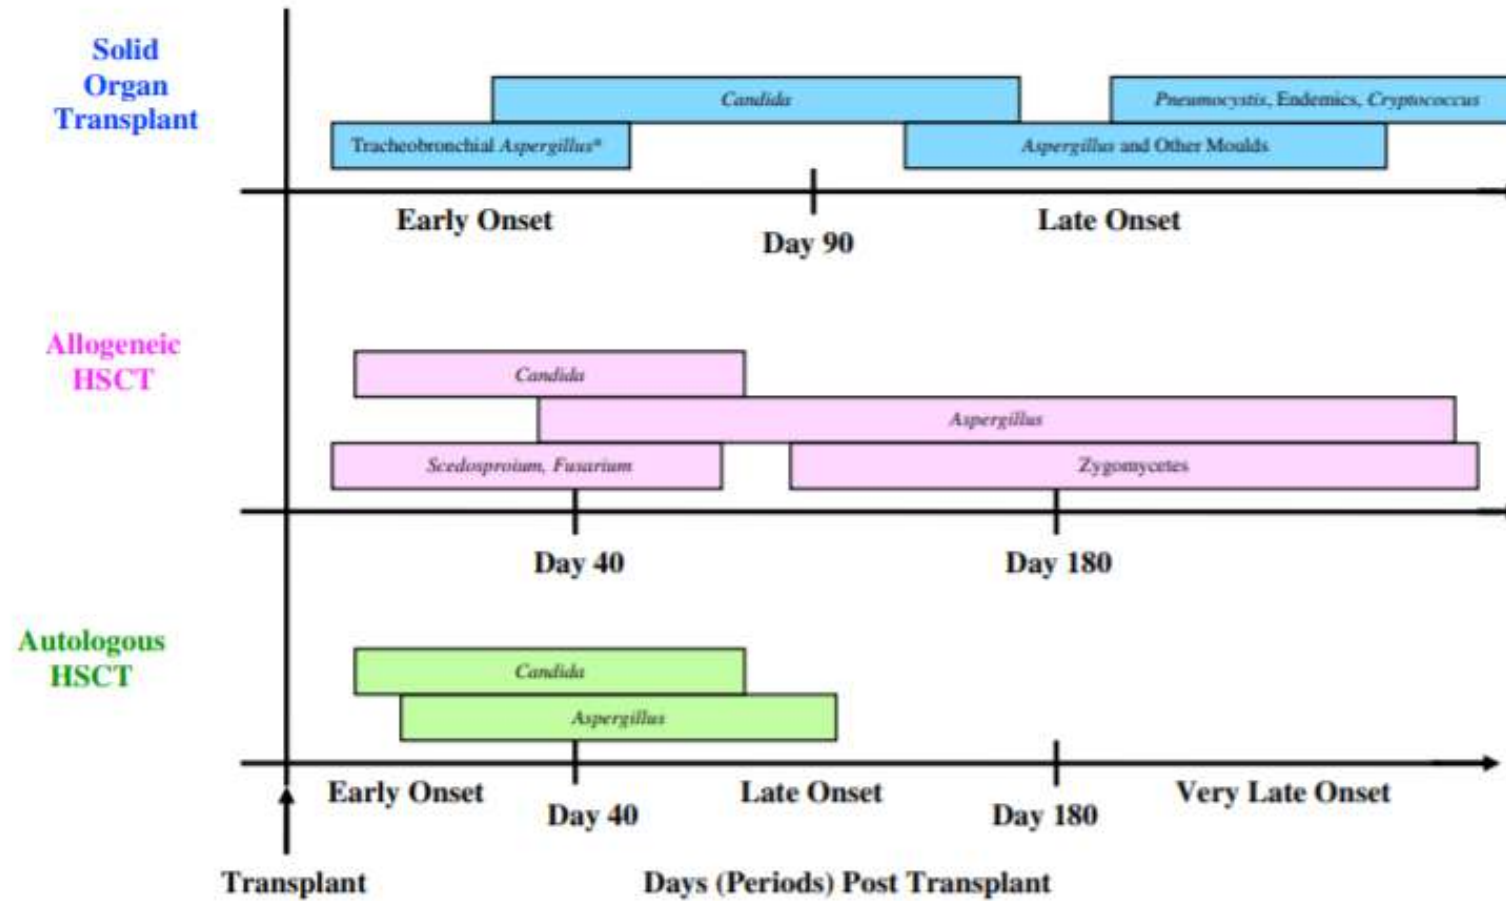 Solid
Organ
Transplant
Candida
Pneumocystis, Endemics, Cryptococcus
Tracheobronchial Aspergillus*
Aspergillus and Other Moulds
Early Onset
Late Onset
Day 90
Allogeneic
HSCT
Candida
Aspergillus
Scedosproium, Fusarium
Zygomycetes
Day 40
Day 180
Autologous
HSCT
Candida
Aspergillus
Early Onset
Late Onset
Very Late Onset
Day 40
Day 180
Transplant
Days (Periods) Post Transplant